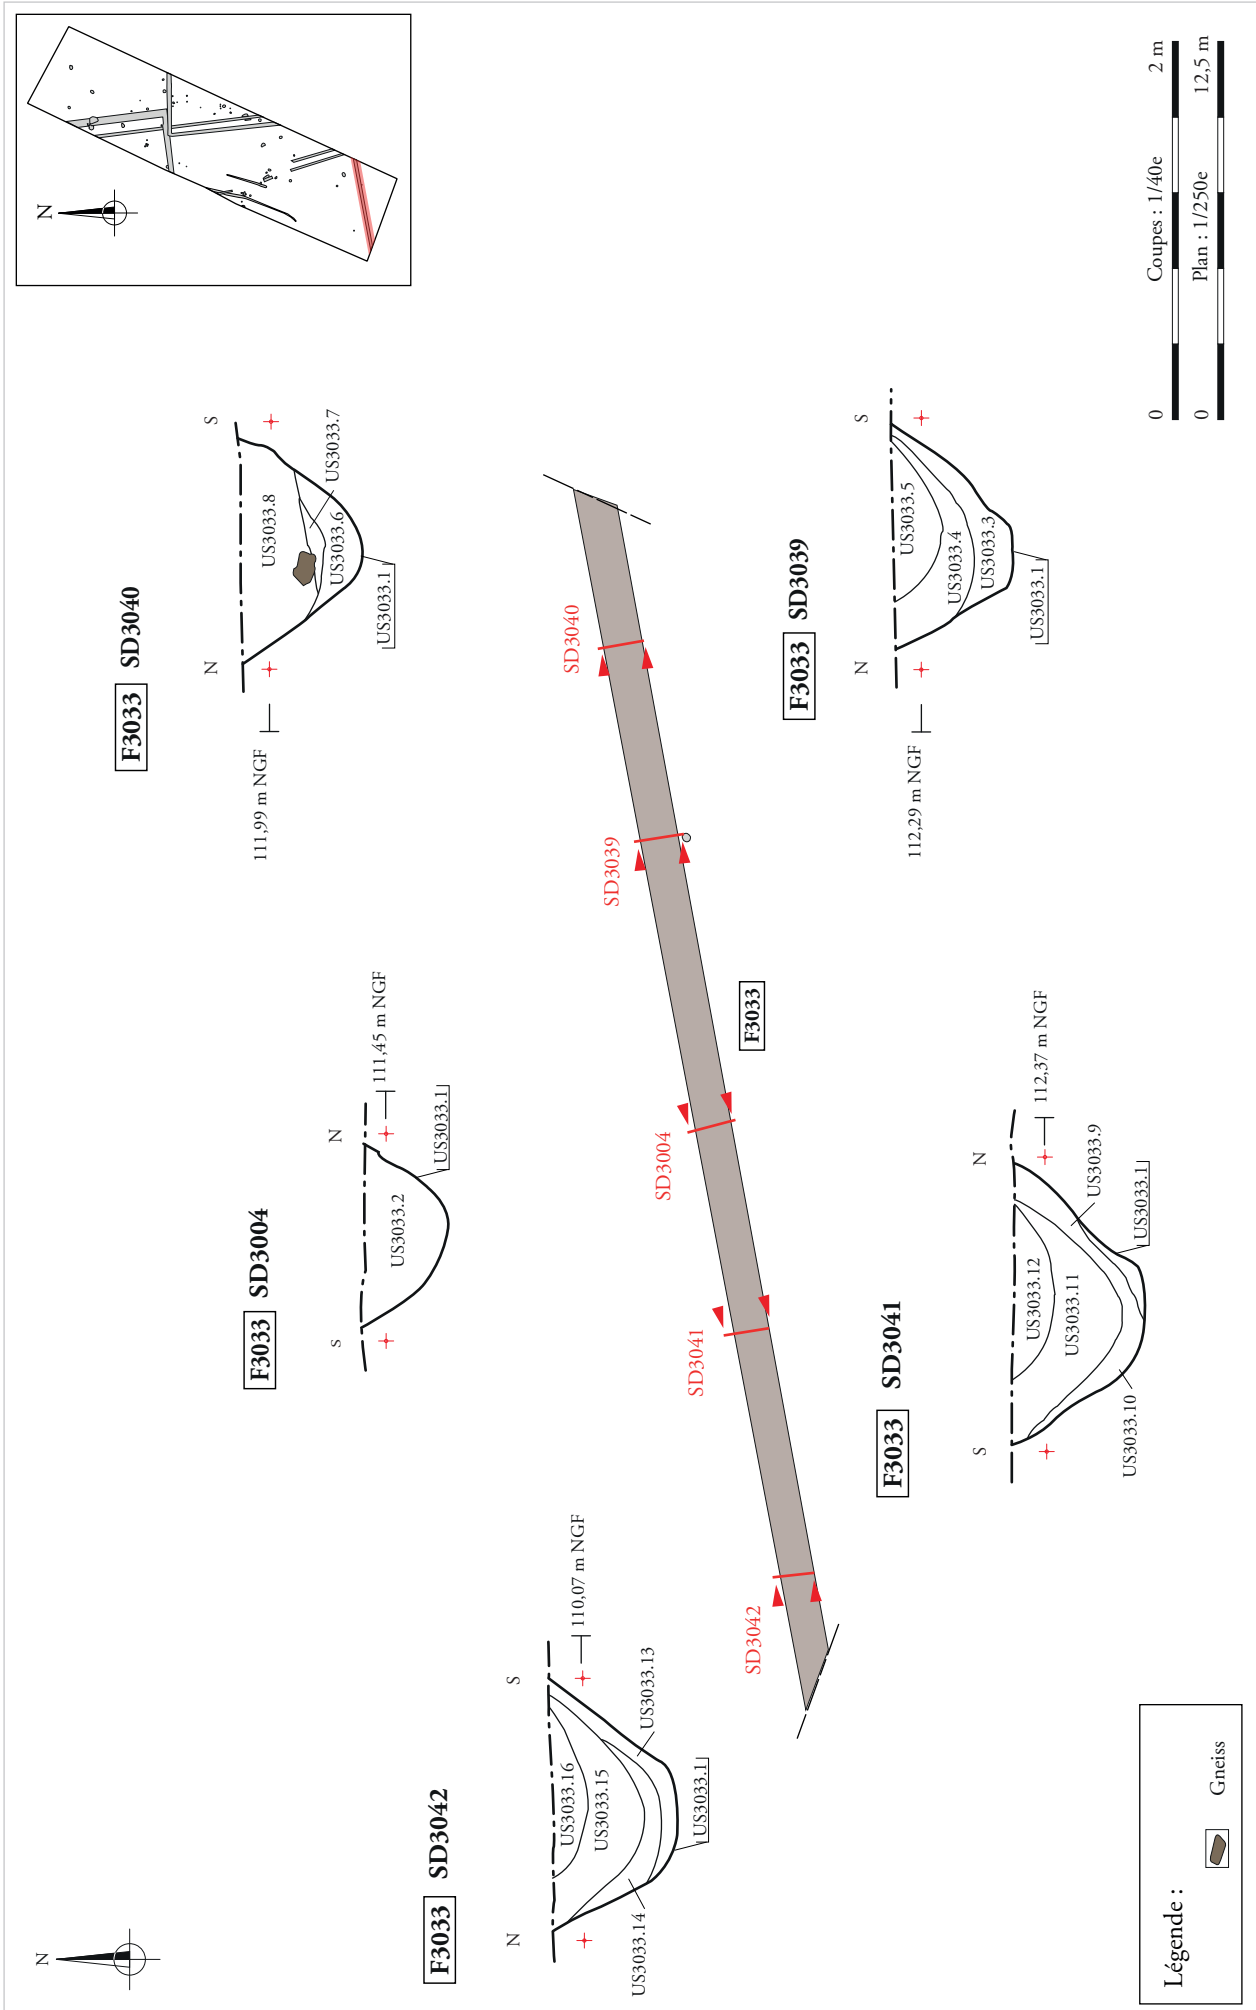 N
F3033 SD3042
N
S
110,07 m NGF
US3033.16
US3033.15
US3033.14
US3033.13
US3033.1
F3033 SD3004
s
N
111,45 m NGF
US3033.2
US3033.1
F3033 SD3040
N
S
111,99 m NGF
US3033.8
US3033.7
US3033.6
US3033.1
N
SD3042
SD3041
SD3004
SD3039
SD3040
F3033
F3033 SD3041
S
N
112,37 m NGF
US3033.12
US3033.11
US3033.10
US3033.9
US3033.1
F3033 SD3039
N
S
112,29 m NGF
US3033.5
US3033.4
US3033.3
US3033.1
Légende :
Gneiss
0 Coupes : 1/40e 2 m
0 Plan : 1/250e 12,5 m